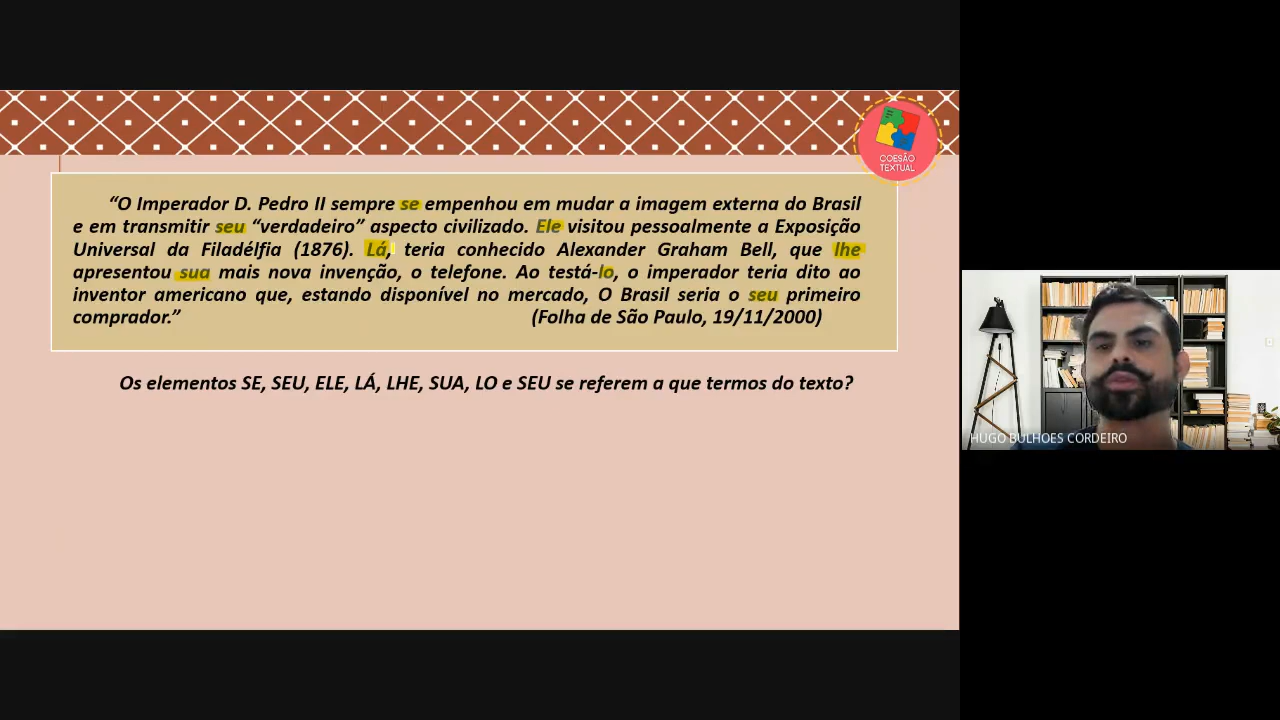 COESÃO
TEXTUAL
“O Imperador D. Pedro II sempre se empenhou em mudar a imagem externa do Brasil
e em transmitir seu “verdadeiro” aspecto civilizado. Ele visitou pessoalmente a Exposição
Universal da Filadélfia (1876). Lá, teria conhecido Alexander Graham Bell, que lhe
apresentou sua mais nova invenção, o telefone. Ao testá-lo, o imperador teria dito ao
inventor americano que, estando disponível no mercado, O Brasil seria o seu primeiro
comprador.” (Folha de São Paulo, 19/11/2000)
Os elementos SE, SEU, ELE, LÁ, LHE, SUA, LO e SEU se referem a que termos do texto?
HUGO BULHOES CORDEIRO